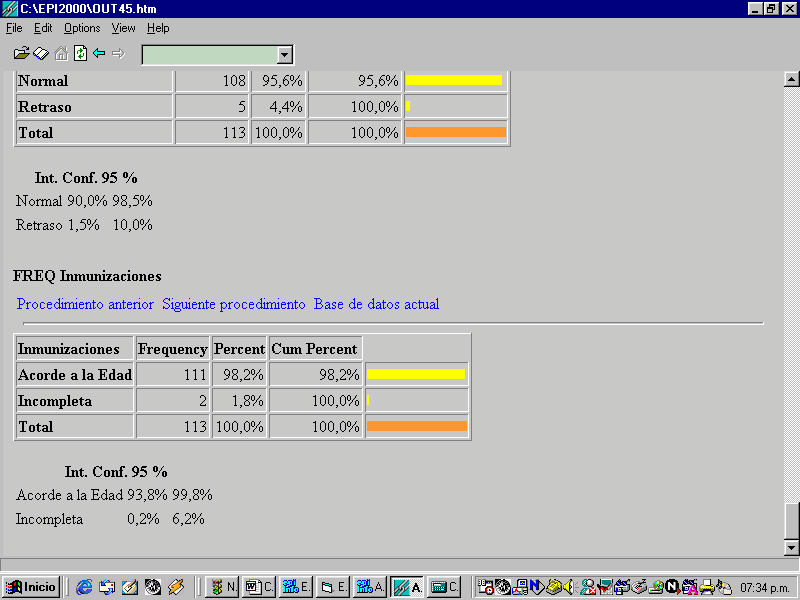 C:\EPI2000\OUT45.htm
File Edit Options View Help
Normal 108 95,6% 95,6%
Retraso 5 4,4% 100,0%
Total 113 100,0% 100,0%
Int. Conf. 95 %
Normal 90,0% 98,5%
Retraso 1,5% 10,0%
FREQ Inmunizaciones
Procedimiento anterior Siguiente procedimiento Base de datos actual
Inmunizaciones Frequency Percent Cum Percent
Acorde a la Edad 111 98,2% 98,2%
Incompleta 2 1,8% 100,0%
Total 113 100,0% 100,0%
Int. Conf. 95 %
Acorde a la Edad 93,8% 99,8%
Incompleta 0,2% 6,2%
Inicio N. C. E. E. A. A. C. 07:34 p.m.